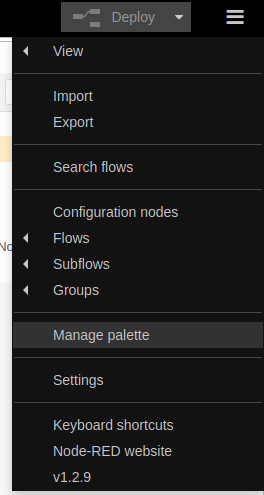 Deploy
View
Import
Export
Search flows
Configuration nodes
Flows
Subflows
Groups
No
Manage palette
Settings
Keyboard shortcuts
Node-RED website
v1.2.9